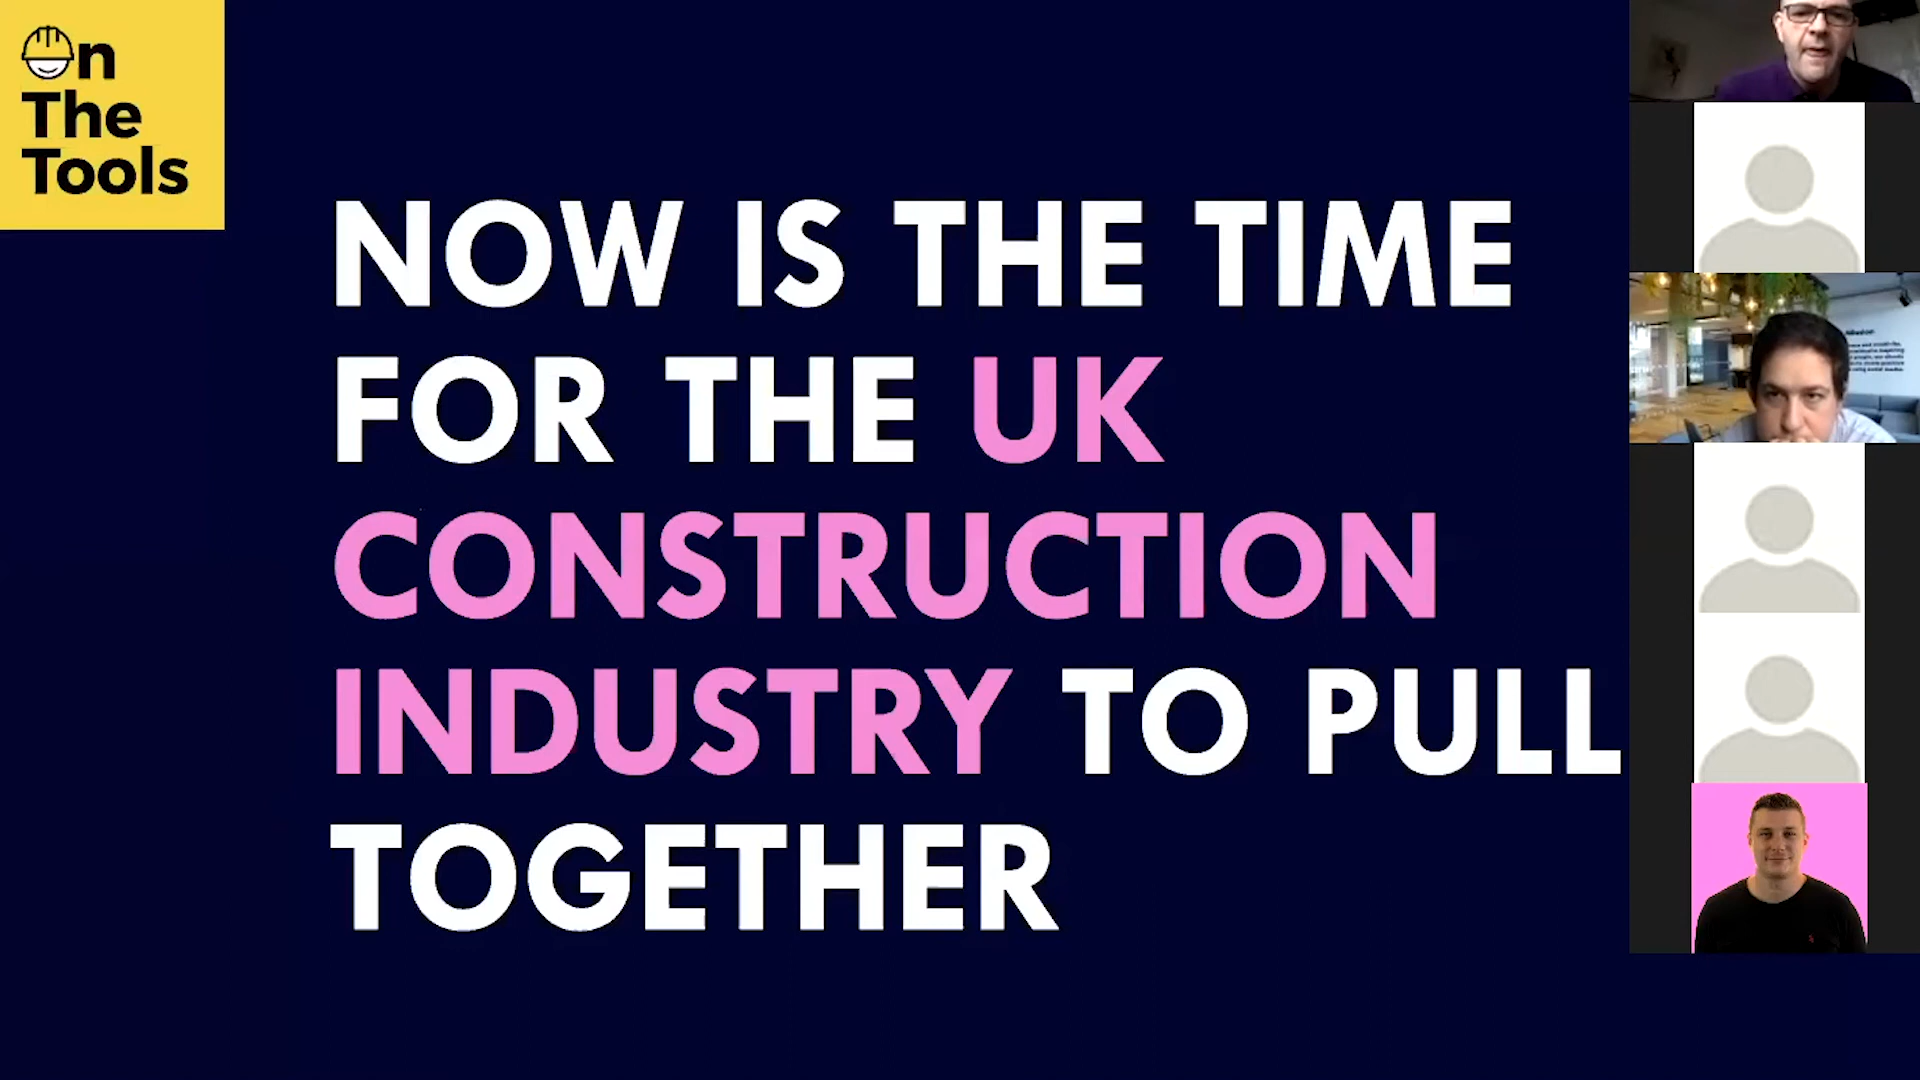 On
The
Tools
NOW IS THE TIME
FOR THE UK
CONSTRUCTION
INDUSTRY TO PULL
TOGETHER